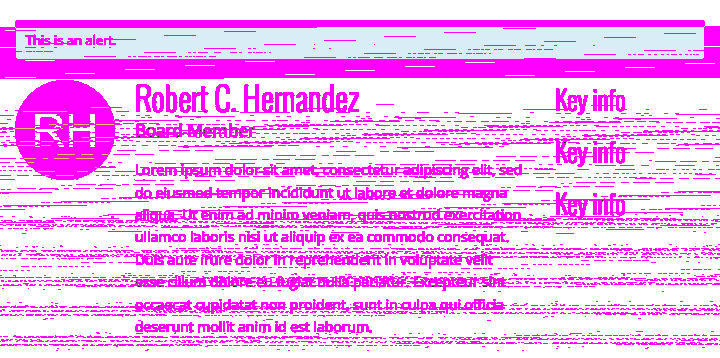 This is an alert.
RH
Robert C. Hernandez
Board Member
Key info
Key info
Key info
Lorem ipsum dolor sit amet, consectetur adipiscing elit, sed
do eiusmod tempor incididunt ut labore et dolore magna
aliqua. Ut enim ad minim veniam, quis nostrud exercitation
ullamco laboris nisi ut aliquip ex ea commodo consequat.
Duis aute irure dolor in reprehenderit in voluptate velit
esse cillum dolore eu fugiat nulla pariatur. Excepteur sint
occaecat cupidatat non proident, sunt in culpa qui officia
deserunt mollit anim id est laborum.